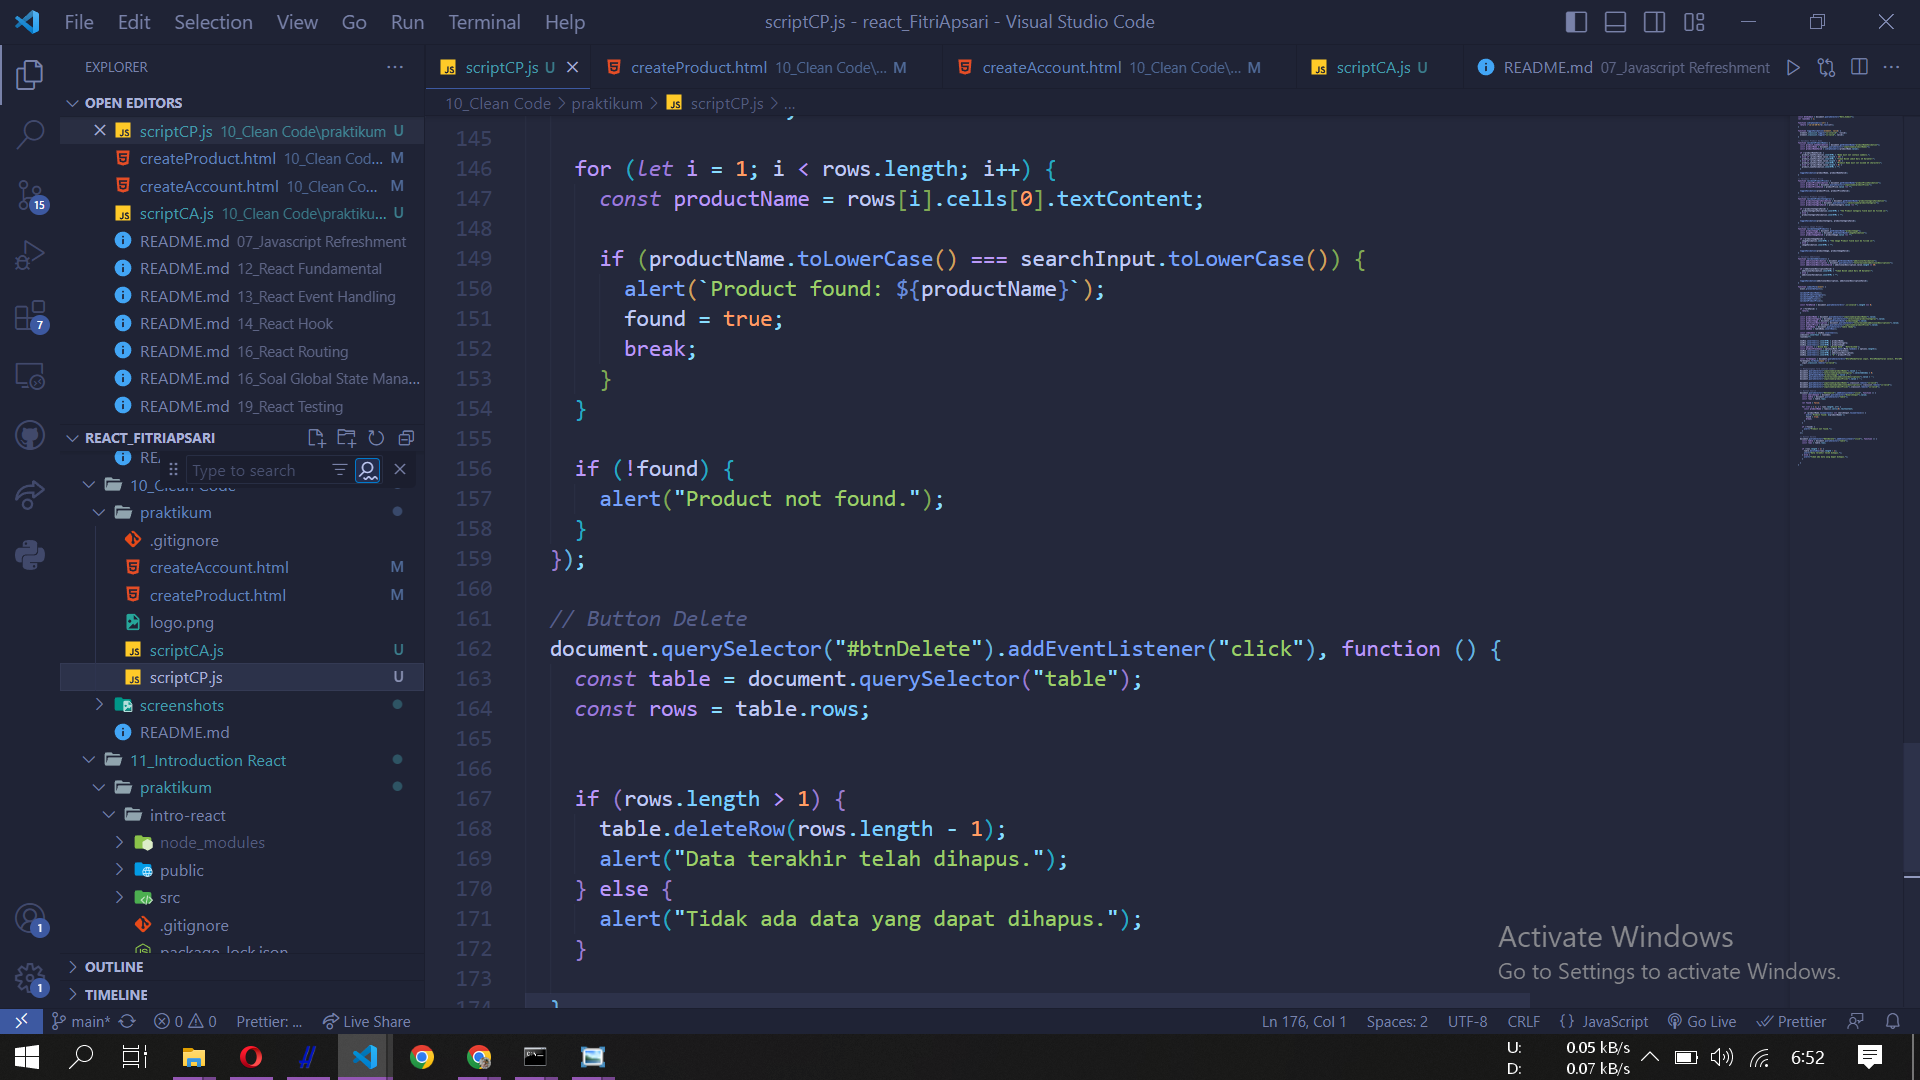 File Edit Selection View Go Run Terminal Help
scriptCP.js - react_FitriApsari - Visual Studio Code
EXPLORER
OPEN EDITORS
scriptCP.js 10_Clean Code\praktikum U
createProduct.html 10_Clean Cod... M
createAccount.html 10_Clean Co... M
scriptCA.js 10_Clean Code\praktiku... U
README.md 07_Javascript Refreshment
README.md 12_React Fundamental
README.md 13_React Event Handling
README.md 14_React Hook
README.md 16_React Routing
README.md 16_Soal Global State Mana...
README.md 19_React Testing
REACT_FITRIAPSARI
Type to search
10_Clean Code
praktikum
.gitignore
createAccount.html M
createProduct.html M
logo.png
scriptCA.js U
scriptCP.js U
screenshots
README.md
11_Introduction React
praktikum
intro-react
node_modules
public
src
.gitignore
package-lock.json
OUTLINE
TIMELINE
15
7
1
1
scriptCP.js U
createProduct.html 10_Clean Code\... M
createAccount.html 10_Clean Code\... M
scriptCA.js U
README.md 07_Javascript Refreshment
10_Clean Code > praktikum > scriptCP.js > ...
145
146 for (let i = 1; i < rows.length; i++) {
147 const productName = rows[i].cells[0].textContent;
148
149 if (productName.toLowerCase() === searchInput.toLowerCase()) {
150 alert(`Product found: ${productName}`);
151 found = true;
152 break;
153 }
154 }
155
156 if (!found) {
157 alert("Product not found.");
158 }
159 });
160
161 // Button Delete
162 document.querySelector("#btnDelete").addEventListener("click"), function () {
163 const table = document.querySelector("table");
164 const rows = table.rows;
165
166
167 if (rows.length > 1) {
168 table.deleteRow(rows.length - 1);
169 alert("Data terakhir telah dihapus.");
170 } else {
171 alert("Tidak ada data yang dapat dihapus.");
172 }
173
174 }
Activate Windows
Go to Settings to activate Windows.
main* 0 0 Prettier: ... Live Share
Ln 176, Col 1 Spaces: 2 UTF-8 CRLF {} JavaScript Go Live Prettier
U: 0.05 kB/s
D: 0.07 kB/s
6:52